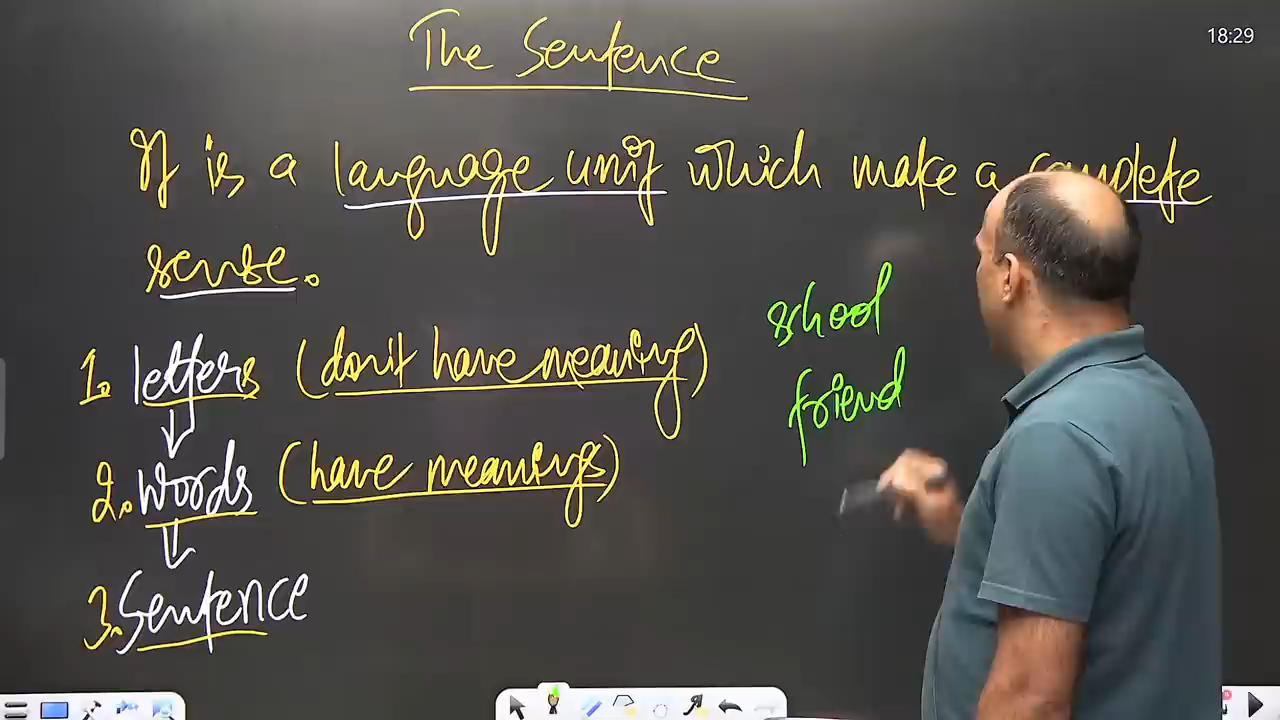 The Sentence
It is a language unit which make a complete
sense.
1. letters (don't have meaning)
2. words (have meanings)
3. Sentence
school
friend
18:29